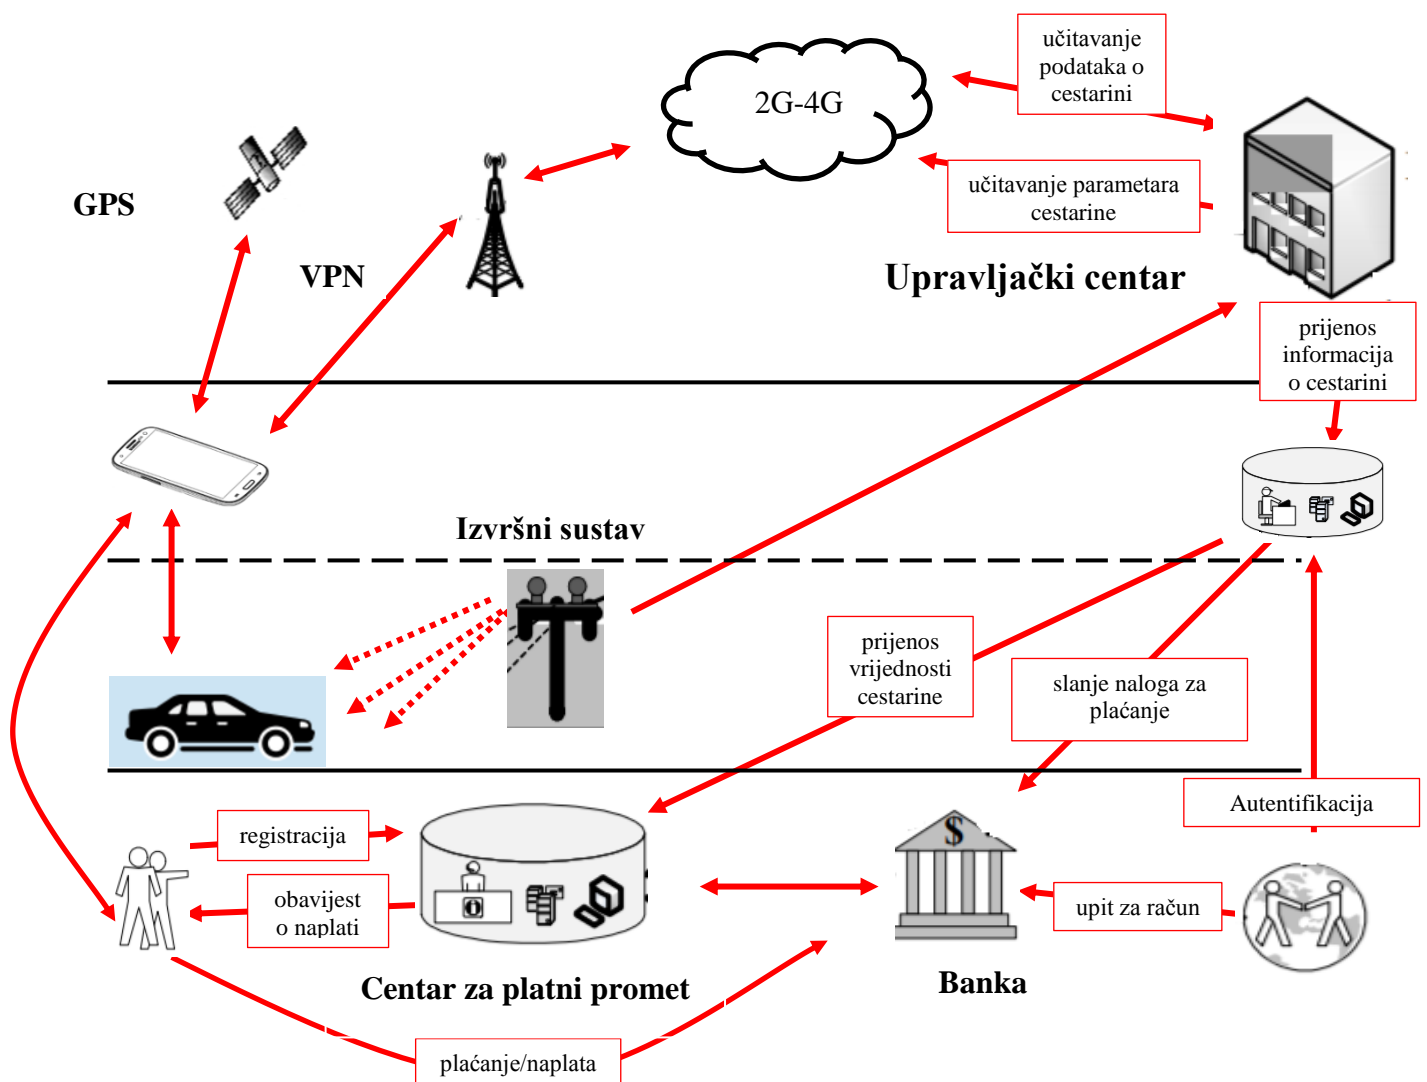 učitavanje
podataka o
cestarini
2G-4G
učitavanje parametara
cestarine
GPS
VPN
Upravljački centar
prijenos
informacija
o cestarini
Izvršni sustav
prijenos
vrijednosti
cestarine
slanje naloga za
plaćanje
Autentifikacija
registracija
$
obavijest
o naplati
upit za račun
Centar za platni promet
Banka
plaćanje/naplata